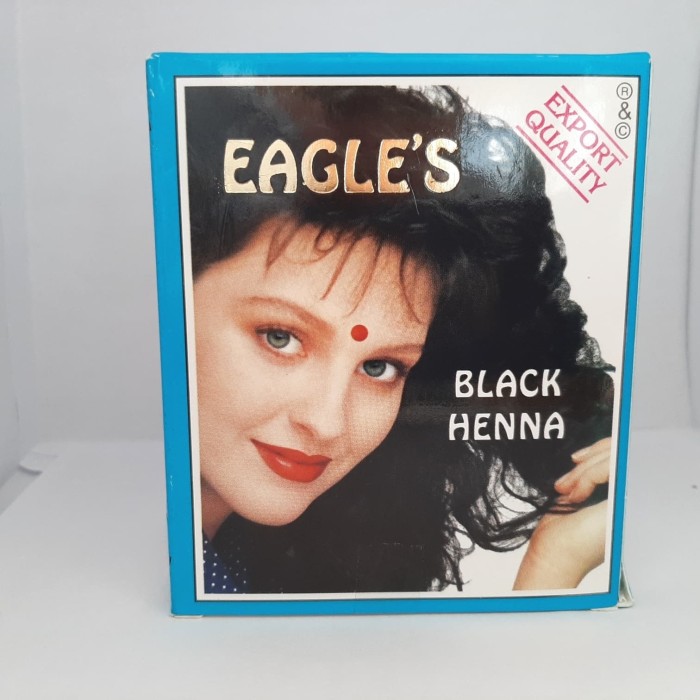 EAGLE'S
EXPORT
QUALITY
® & ©
BLACK
HENNA